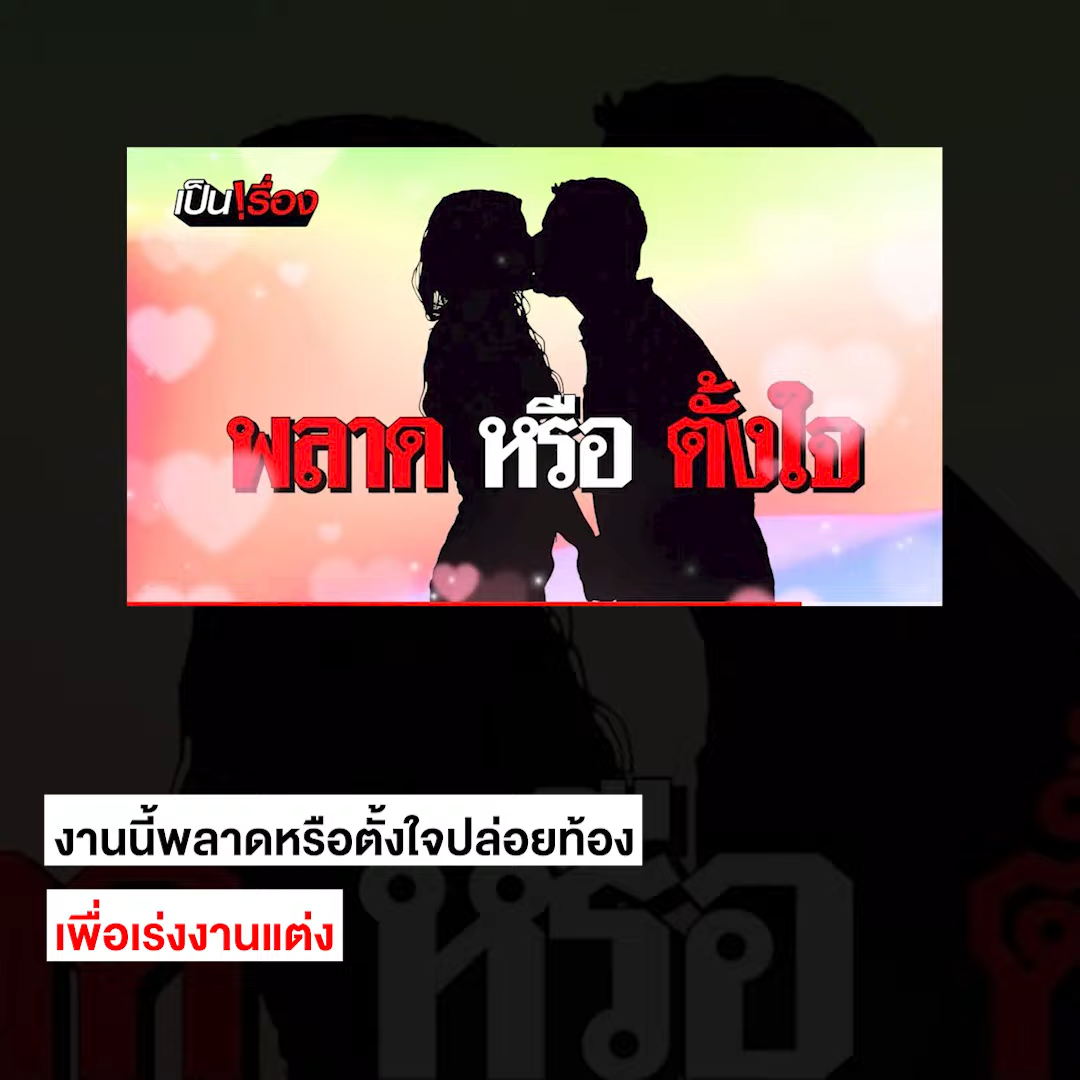 เป็น!เรื่อง
พลาด หรือ ตั้งใจ
งานนี้พลาดหรือตั้งใจปล่อยท้อง
เพื่อเร่งงานแต่ง